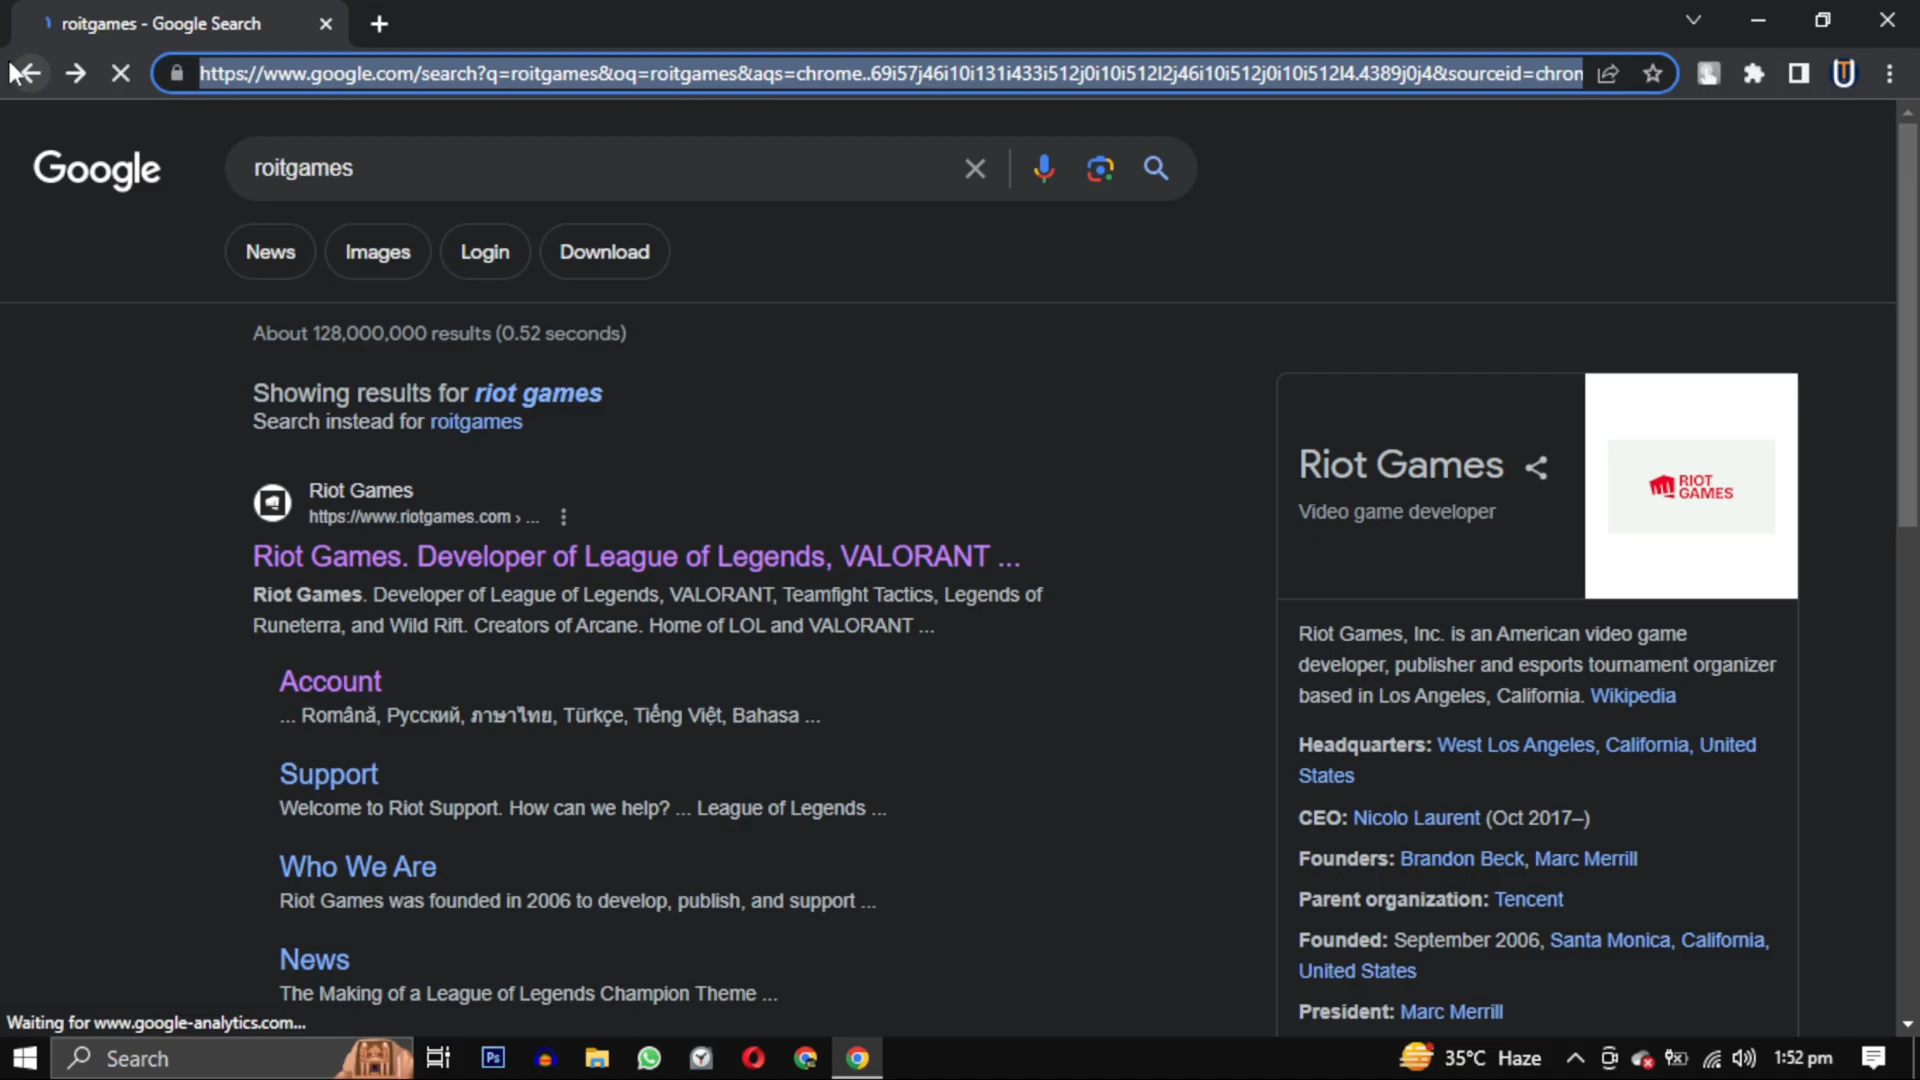 roitgames - Google Search
https://www.google.com/search?q=roitgames&oq=roitgames&aqs=chrome..69i57j46i10i131i433i512j0i10i512l2j46i10i512j0i10i512l4.4389j0j4&sourceid=chrom
Google
roitgames
News
Images
Login
Download
About 128,000,000 results (0.52 seconds)
Showing results for riot games
Search instead for roitgames
Riot Games
https://www.riotgames.com › ...
Riot Games. Developer of League of Legends, VALORANT ...
Riot Games. Developer of League of Legends, VALORANT, Teamfight Tactics, Legends of
Runeterra, and Wild Rift. Creators of Arcane. Home of LOL and VALORANT ...
Account
... Română, Русский, ภาษาไทย, Türkçe, Tiếng Việt, Bahasa ...
Support
Welcome to Riot Support. How can we help? ... League of Legends ...
Who We Are
Riot Games was founded in 2006 to develop, publish, and support ...
News
The Making of a League of Legends Champion Theme ...
Riot Games
Video game developer
RIOT
GAMES
Riot Games, Inc. is an American video game
developer, publisher and esports tournament organizer
based in Los Angeles, California. Wikipedia
Headquarters: West Los Angeles, California, United
States
CEO: Nicolo Laurent (Oct 2017–)
Founders: Brandon Beck, Marc Merrill
Parent organization: Tencent
Founded: September 2006, Santa Monica, California,
United States
President: Marc Merrill
Waiting for www.google-analytics.com...
Search
Ps
35°C Haze
1:52 pm